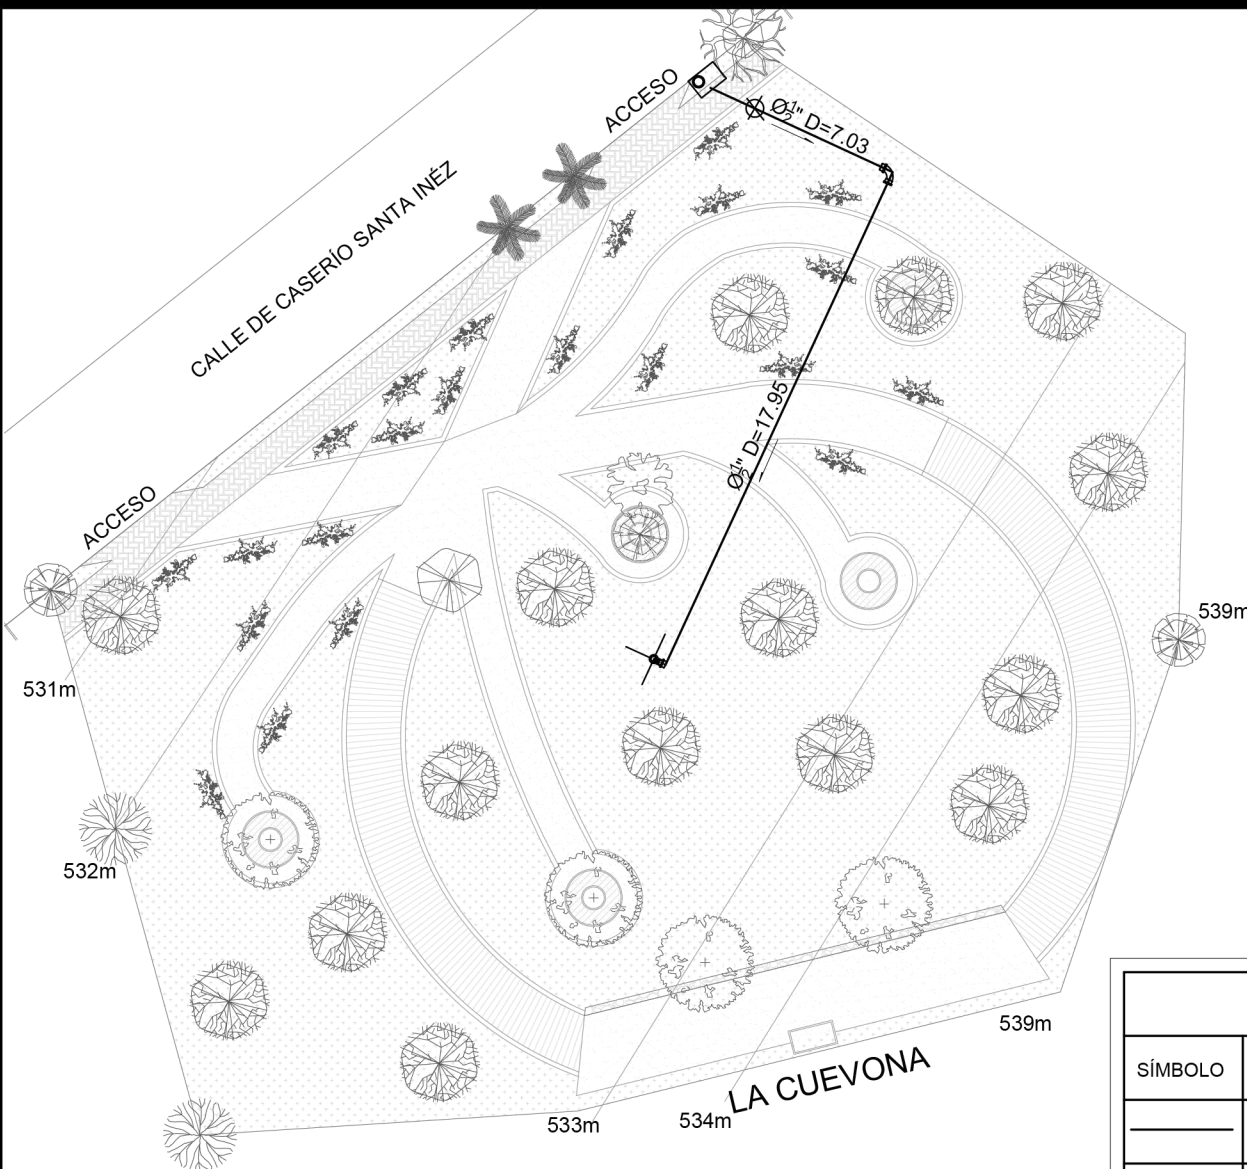 ACCESO
Ø½" D=7.03
CALLE DE CASERÍO SANTA INÉZ
Ø½" D=17.95
ACCESO
539m
531m
532m
539m
LA CUEVONA
533m
534m
SÍMBOLO